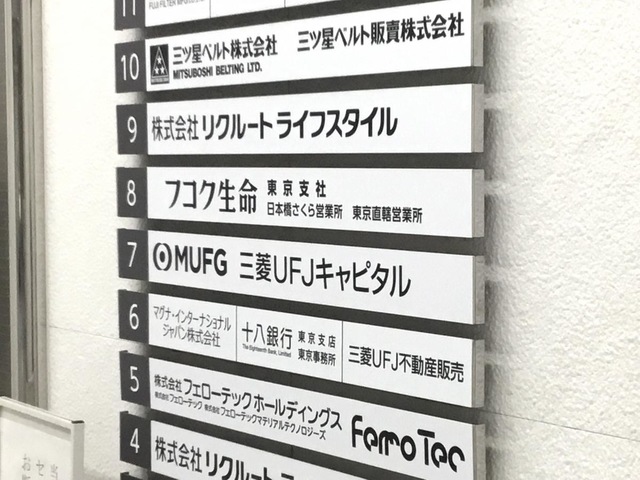 11
FUJI FILTER MFG.CO.,LTD.
10
三ツ星ベルト株式会社 三ツ星ベルト販売株式会社
MITSUBOSHI BELTING LTD.
9
株式会社リクルートライフスタイル
8
フコク生命 東京支社
日本橋さくら営業所 東京直轄営業所
7
MUFG 三菱UFJキャピタル
6
マグナ・インターナショナル
ジャパン株式会社
十八銀行
The Eighteenth Bank, Limited
東京支店
東京事務所
三菱UFJ不動産販売
5
株式会社フェローテックホールディングス
株式会社フェローテック 株式会社フェローテックマテリアルテクノロジーズ
FerroTec
4
株式会社リクルート
当
セ
お